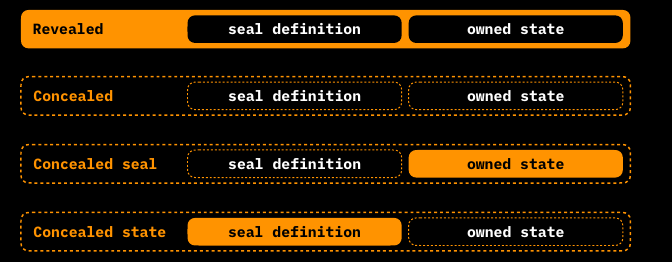 Revealed seal definition owned state
Concealed seal definition owned state
Concealed seal seal definition owned state
Concealed state seal definition owned state